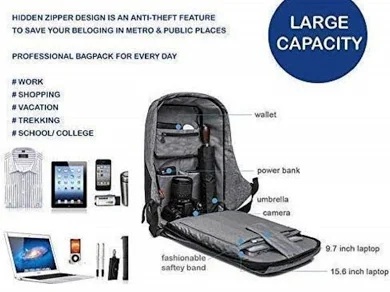 HIDDEN ZIPPER DESIGN IS AN ANTI-THEFT FEATURE
TO SAVE YOUR BELOGING IN METRO & PUBLIC PLACES
PROFESSIONAL BAGPACK FOR EVERY DAY
# WORK
# SHOPPING
# VACATION
# TREKKING
# SCHOOL/ COLLEGE
LARGE
CAPACITY
wallet
power bank
umbrella
camera
9.7 inch laptop
15.6 inch laptop
fashionable
saftey band